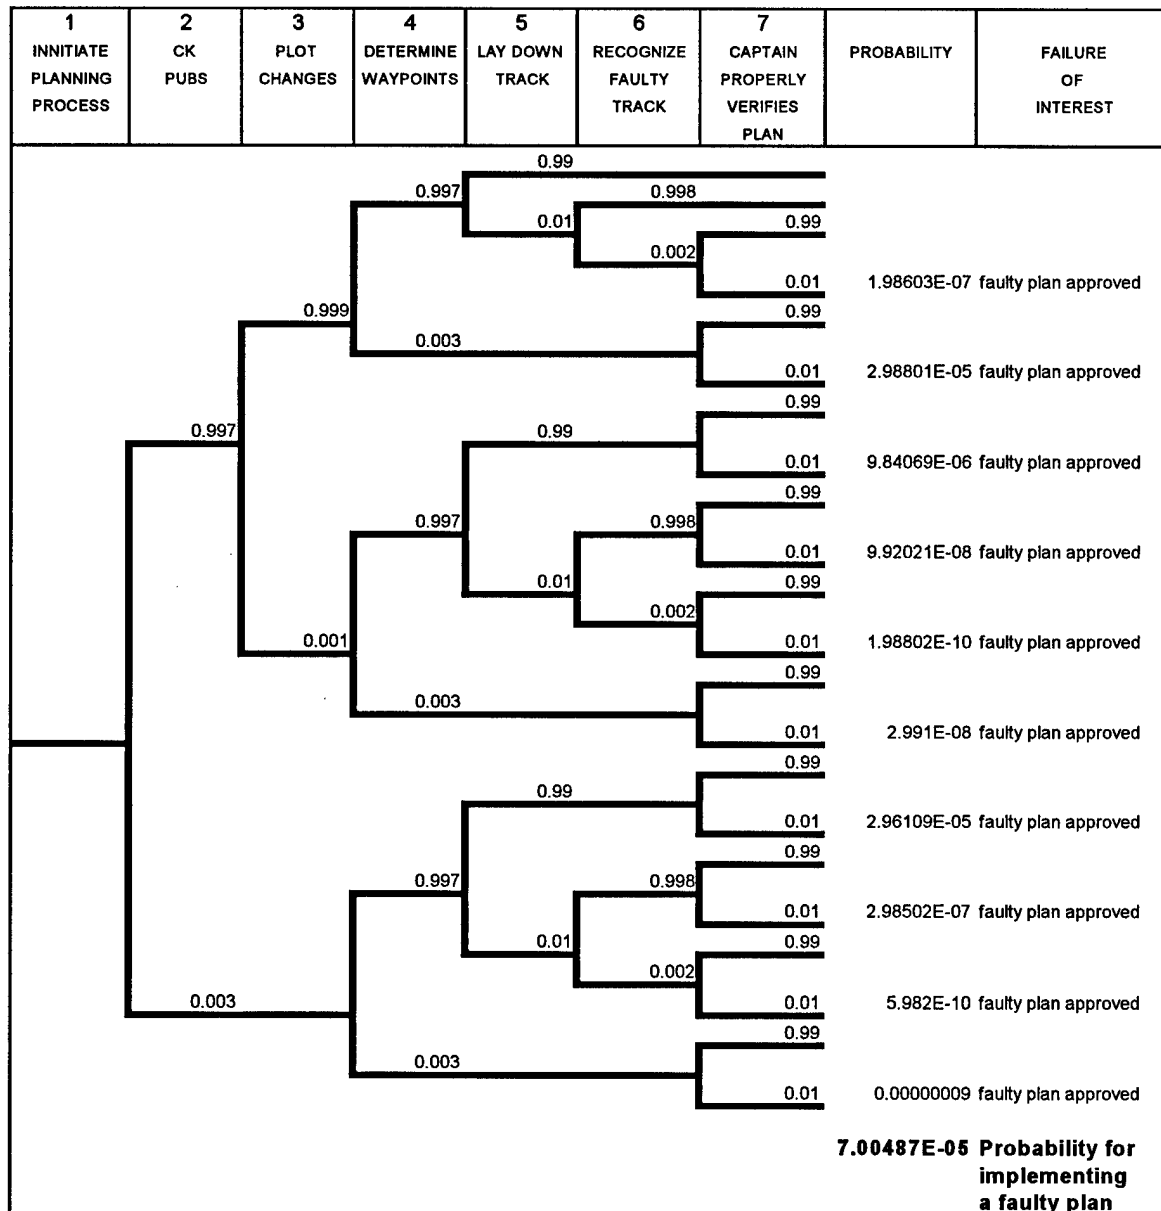 1 2 3 4 5 6 7
INNITIATE CK PLOT DETERMINE LAY DOWN RECOGNIZE CAPTAIN PROBABILITY FAILURE
PLANNING PUBS CHANGES WAYPOINTS TRACK FAULTY PROPERLY OF
PROCESS TRACK VERIFIES INTEREST
PLAN
0.99
0.997 0.998
0.01 0.99
0.002
0.01 1.98603E-07 faulty plan approved
0.999 0.99
0.003
0.01 2.98801E-05 faulty plan approved
0.99
0.997 0.99
0.01 9.84069E-06 faulty plan approved
0.99
0.997 0.998
0.01 9.92021E-08 faulty plan approved
0.01 0.99
0.002
0.001 0.01 1.98802E-10 faulty plan approved
0.99
0.003
0.01 2.991E-08 faulty plan approved
0.99
0.99
0.01 2.96109E-05 faulty plan approved
0.99
0.997 0.998
0.01 2.98502E-07 faulty plan approved
0.01 0.99
0.002
0.003 0.01 5.982E-10 faulty plan approved
0.99
0.003
0.01 0.00000009 faulty plan approved
7.00487E-05 Probability for
implementing
a faulty plan